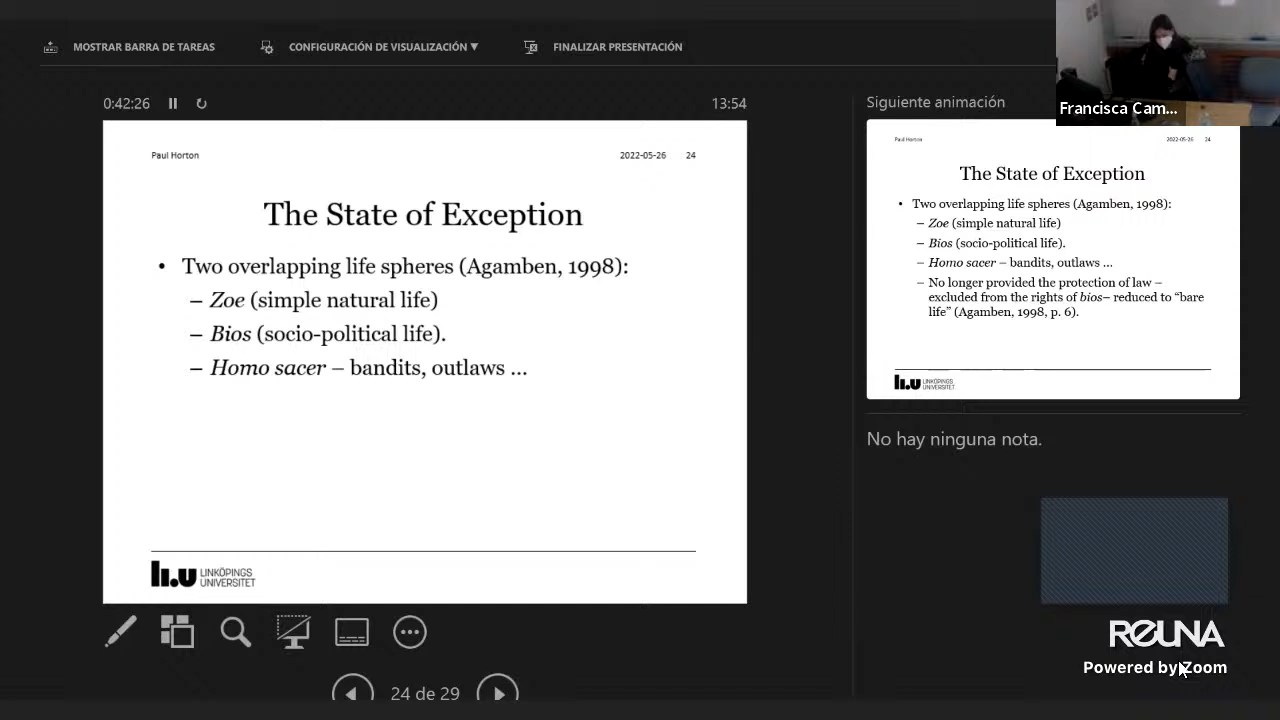 MOSTRAR BARRA DE TAREAS
CONFIGURACIÓN DE VISUALIZACIÓN ▼
FINALIZAR PRESENTACIÓN
Francisca Cam...
0:42:26
13:54
Paul Horton
2022-05-26 24
The State of Exception
• Two overlapping life spheres (Agamben, 1998):
– Zoe (simple natural life)
– Bios (socio-political life).
– Homo sacer – bandits, outlaws ...
LINKÖPINGS
UNIVERSITET
Siguiente animación
Paul Horton
2022-05-26 24
The State of Exception
• Two overlapping life spheres (Agamben, 1998):
– Zoe (simple natural life)
– Bios (socio-political life).
– Homo sacer – bandits, outlaws ...
– No longer provided the protection of law –
excluded from the rights of bios– reduced to “bare
life” (Agamben, 1998, p. 6).
LINKÖPINGS
UNIVERSITET
No hay ninguna nota.
24 de 29
REUNA
Powered by Zoom